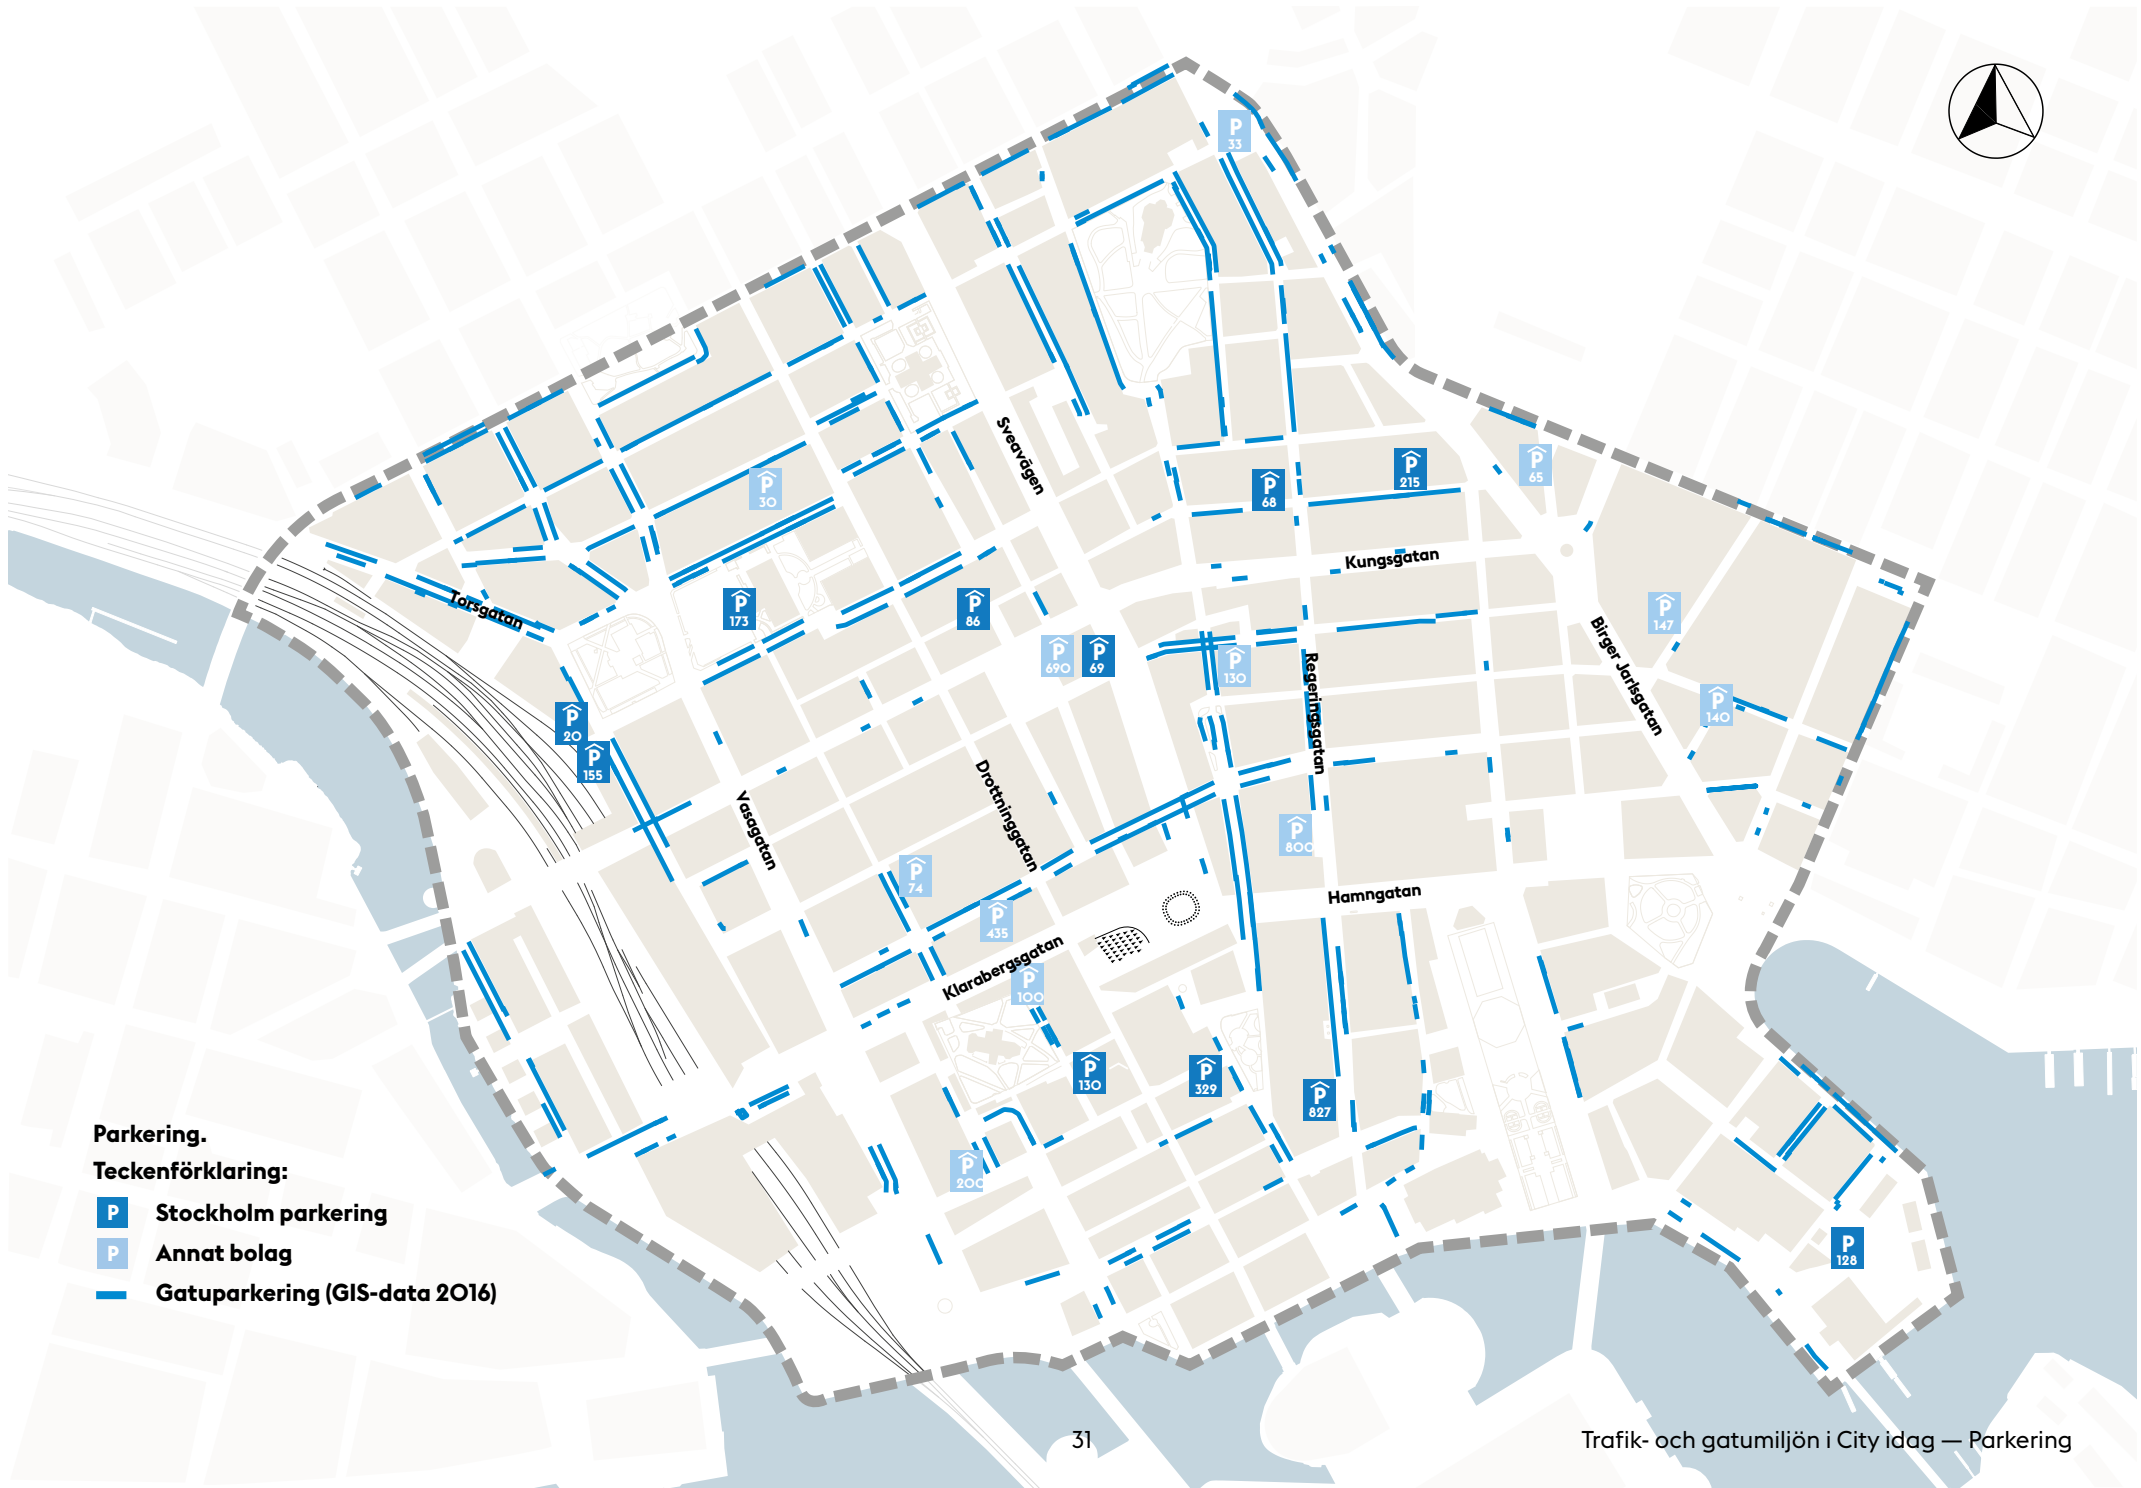 P
33
P
65
P
215
P
30
P
68
Sveavägen
Kungsgatan
Torsgatan
P
173
P
86
P
147
P
690
P
69
P
130
Regeringsgatan
Birger Jarlsgatan
P
140
P
20
P
155
Vasagatan
Drottninggatan
P
800
P
74
P
435
Hamngatan
Klarabergsgatan
P
100
P
130
P
329
P
827
P
200
P
128
Parkering.
Teckenförklaring:
P Stockholm parkering
P Annat bolag
Gatuparkering (GIS-data 2016)
31
Trafik- och gatumiljön i City idag — Parkering